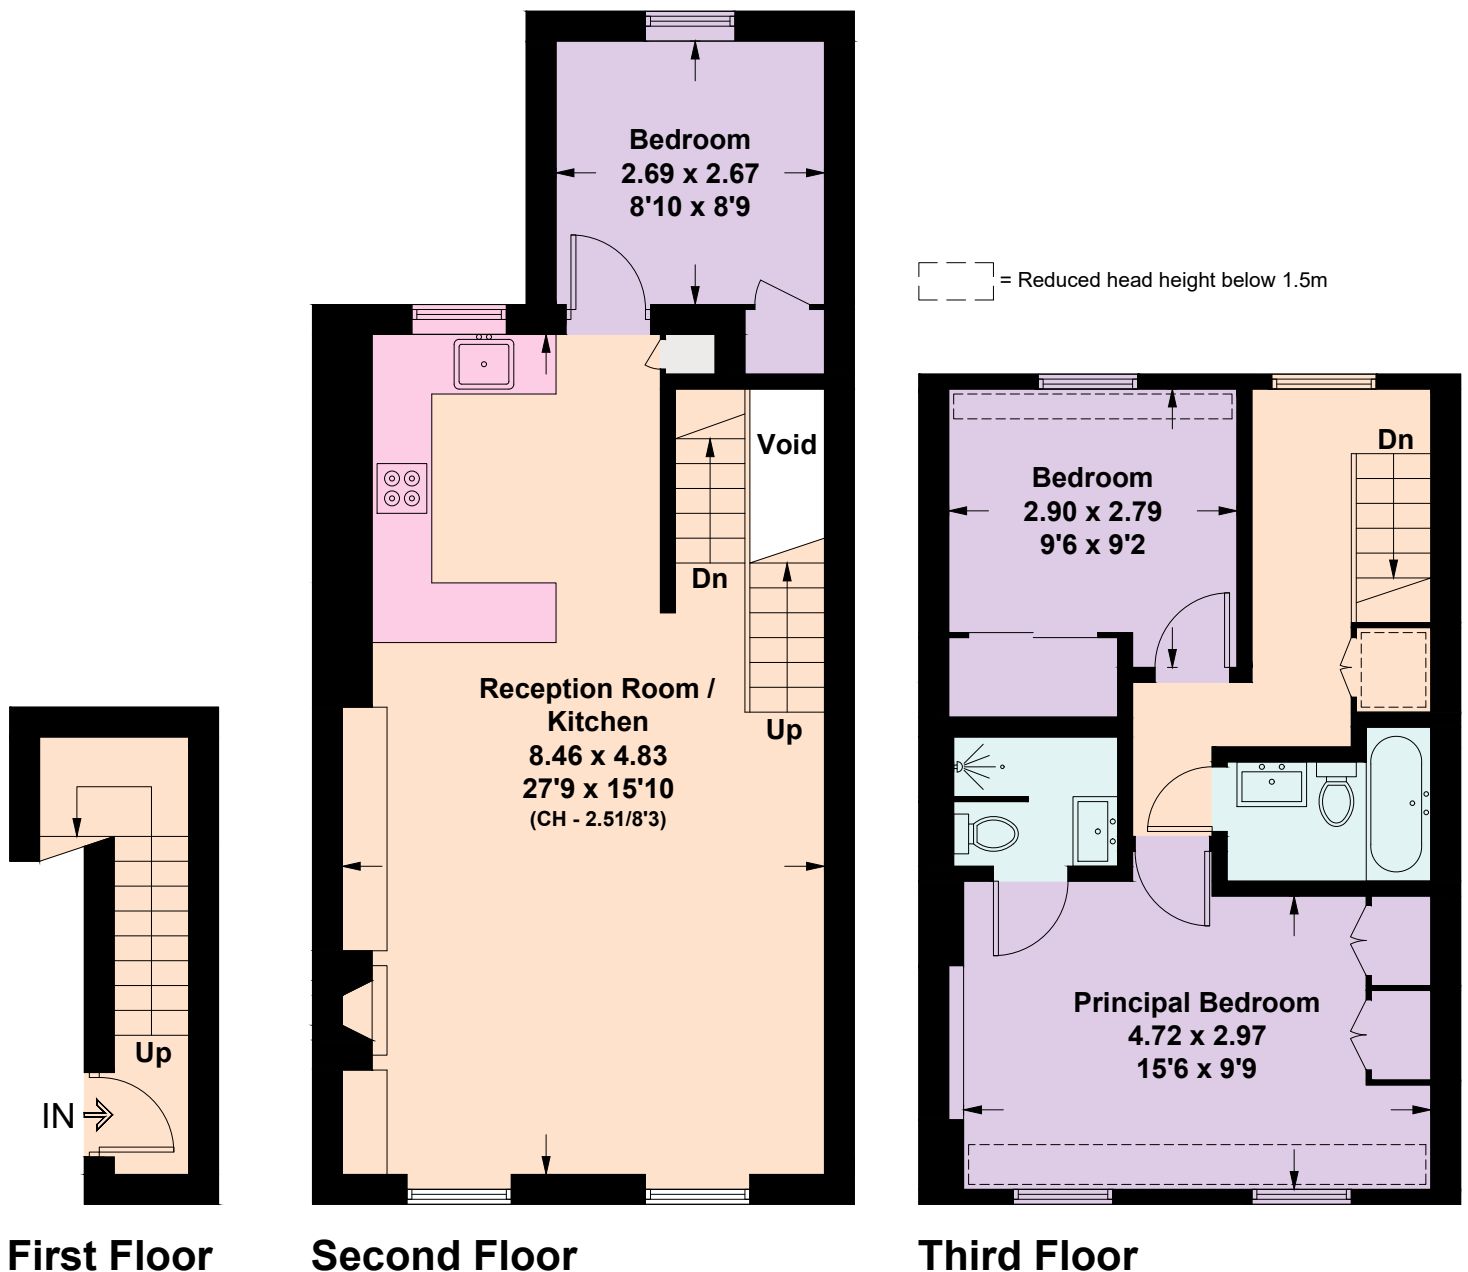 Bedroom
2.69 x 2.67
8'10 x 8'9
= Reduced head height below 1.5m
Void
Dn
Up
Reception Room /
Kitchen
8.46 x 4.83
27'9 x 15'10
(CH - 2.51/8'3)
Dn
Bedroom
2.90 x 2.79
9'6 x 9'2
Principal Bedroom
4.72 x 2.97
15'6 x 9'9
Up
IN
First Floor
Second Floor
Third Floor